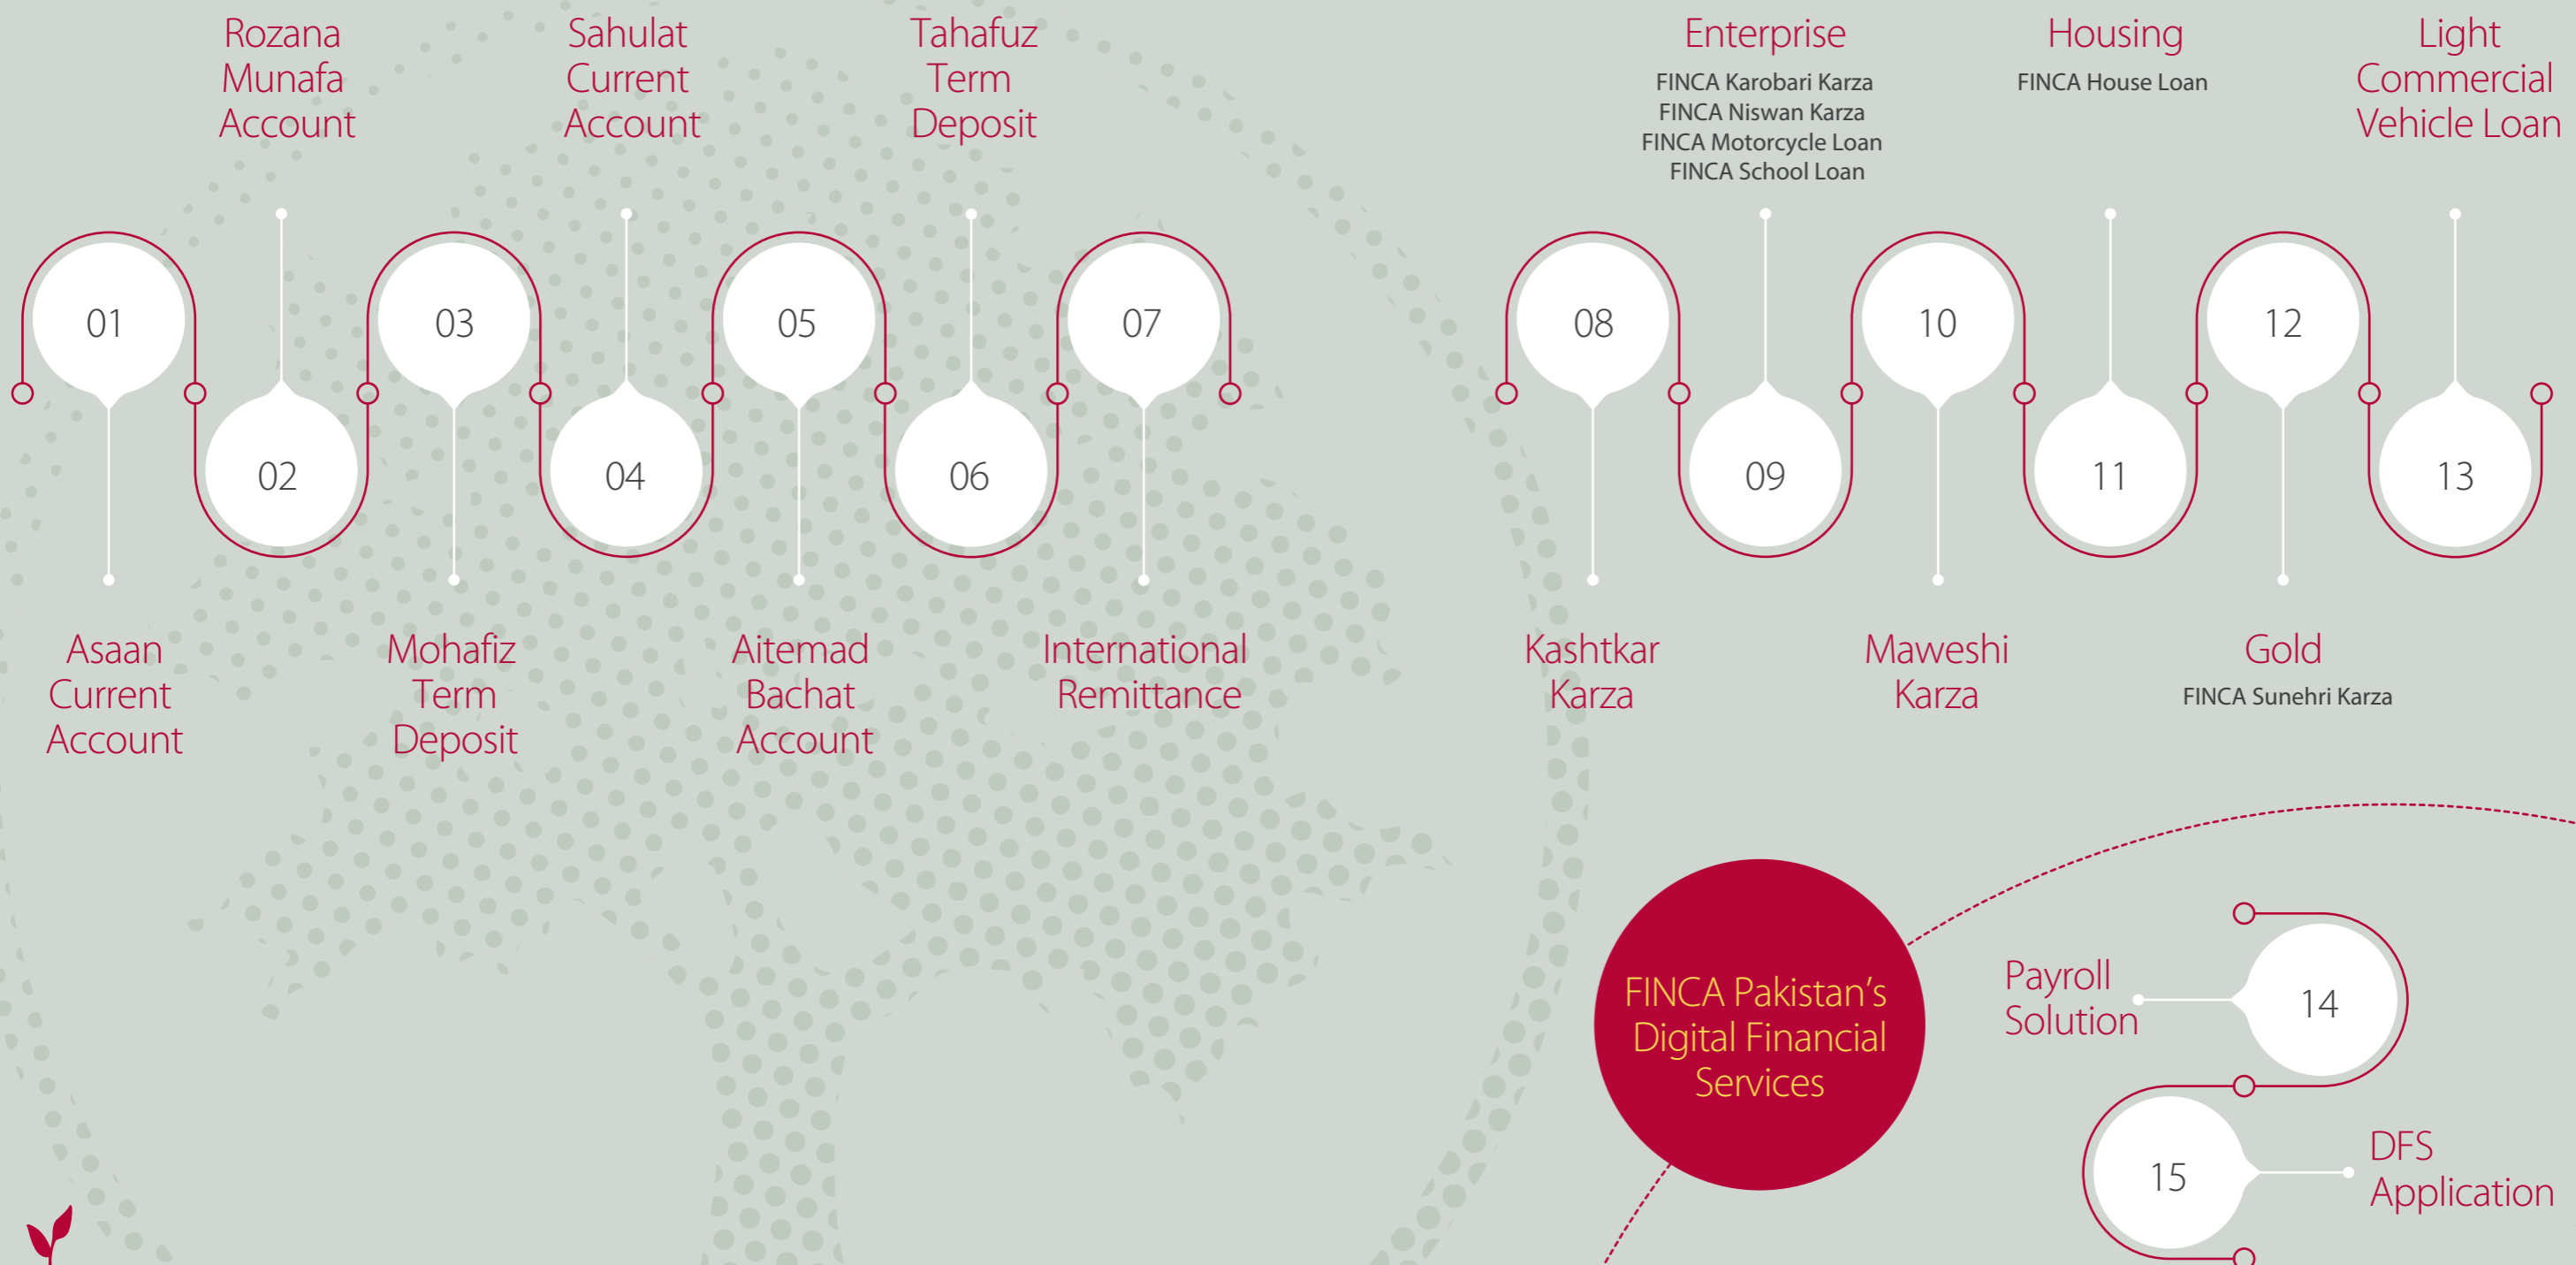 Rozana
Munafa
Account
Sahulat
Current
Account
Tahafuz
Term
Deposit
Enterprise
FINCA Karobari Karza
FINCA Niswan Karza
FINCA Motorcycle Loan
FINCA School Loan
Housing
FINCA House Loan
Light
Commercial
Vehicle Loan
01
02
03
04
05
06
07
08
09
10
11
12
13
Asaan
Current
Account
Mohafiz
Term
Deposit
Aitemad
Bachat
Account
International
Remittance
Kashtkar
Karza
Maweshi
Karza
Gold
FINCA Sunehri Karza
FINCA Pakistan’s
Digital Financial
Services
Payroll
Solution
14
15
DFS
Application